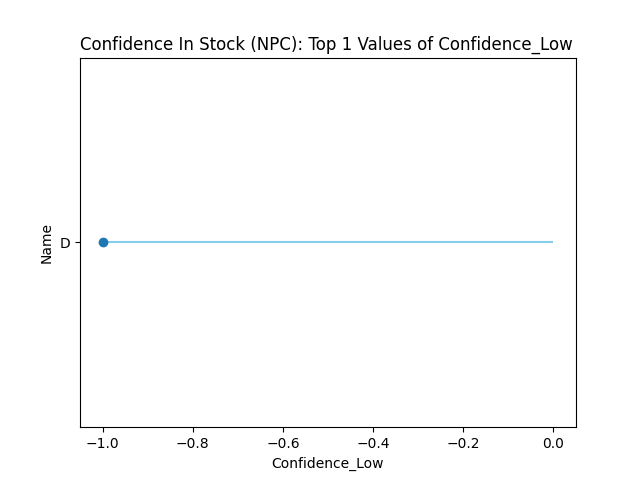 Confidence In Stock (NPC): Top 1 Values of Confidence_Low
Name
D
−1.0 −0.8 −0.6 −0.4 −0.2 0.0
Confidence_Low